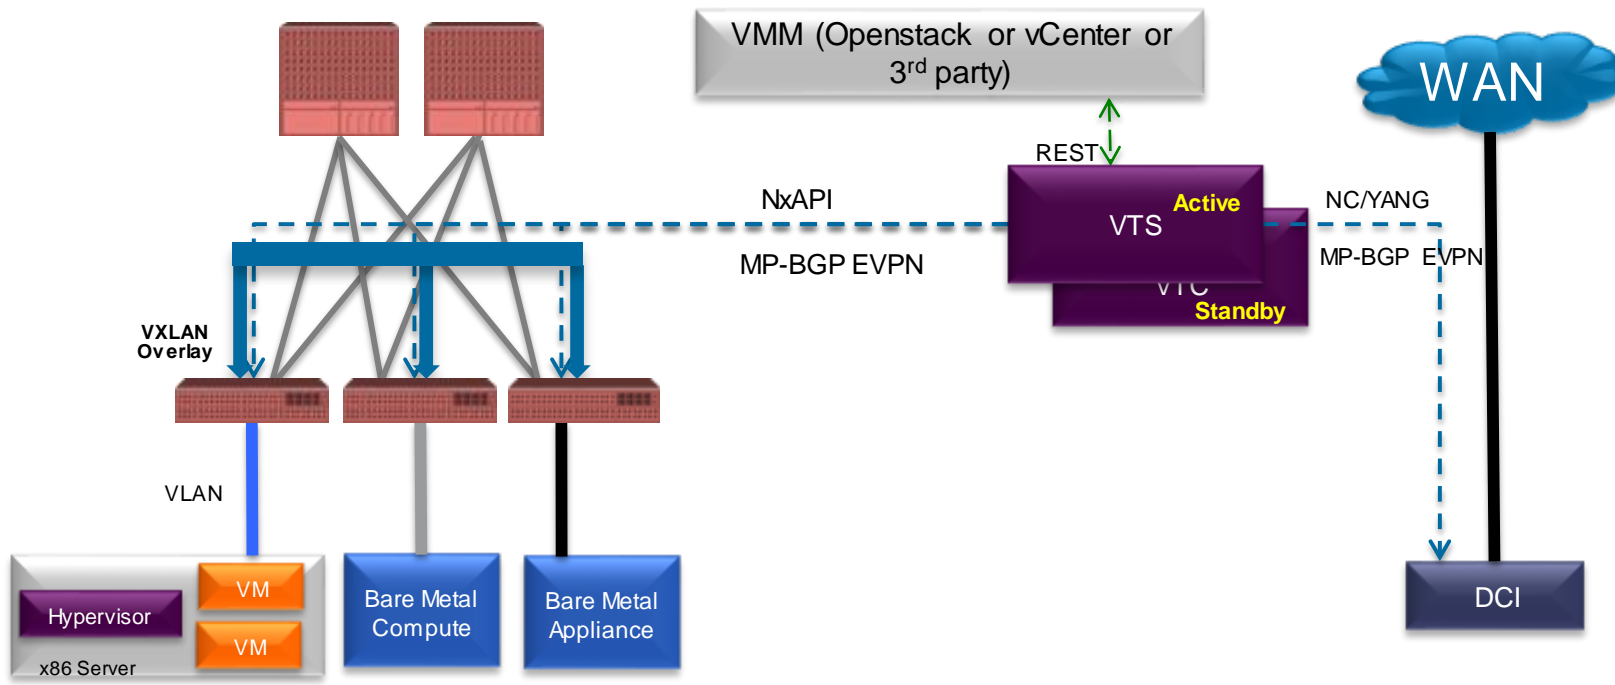 VMM (Openstack or vCenter or
3rd party)
WAN
REST
NxAPI
Active
VTS
NC/YANG
MP-BGP EVPN
MP-BGP EVPN
VTC
Standby
VXLAN
Overlay
VLAN
VM
Hypervisor
VM
x86 Server
Bare Metal
Compute
Bare Metal
Appliance
DCI